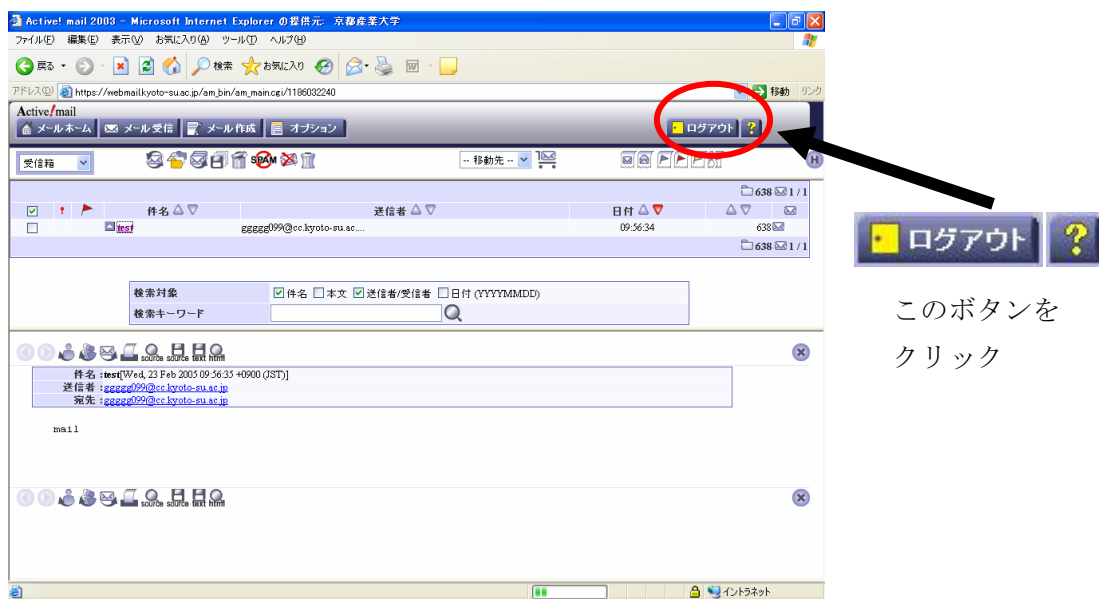 Active! mail 2003 - Microsoft Internet Explorer の提供元: 京都産業大学
ファイル(F) 編集(E) 表示(V) お気に入り(A) ツール(T) ヘルプ(H)
戻る 検索 お気に入り
アドレス(D) https://webmail.kyoto-su.ac.jp/am_bin/am_main.cgi/1186032240 移動 リンク
Active!mail
メールホーム メール受信 メール作成 オプション ログアウト ?
受信箱 SPAM -- 移動先 -- H
638 1 / 1
! 件名 △▽ 送信者 △▽ 日付 △▼ △▽
test ggggg099@cc.kyoto-su.ac.... 09:56:34 638
638 1 / 1
ログアウト ?
このボタンを
クリック
検索対象 件名 本文 送信者/受信者 日付 (YYYYMMDD)
検索キーワード
source source text html
件名 :test[Wed, 23 Feb 2005 09:56:35 +0900 (JST)]
送信者 :ggggg099@cc.kyoto-su.ac.jp
宛先 :ggggg099@cc.kyoto-su.ac.jp
mail
source source text html
イントラネット